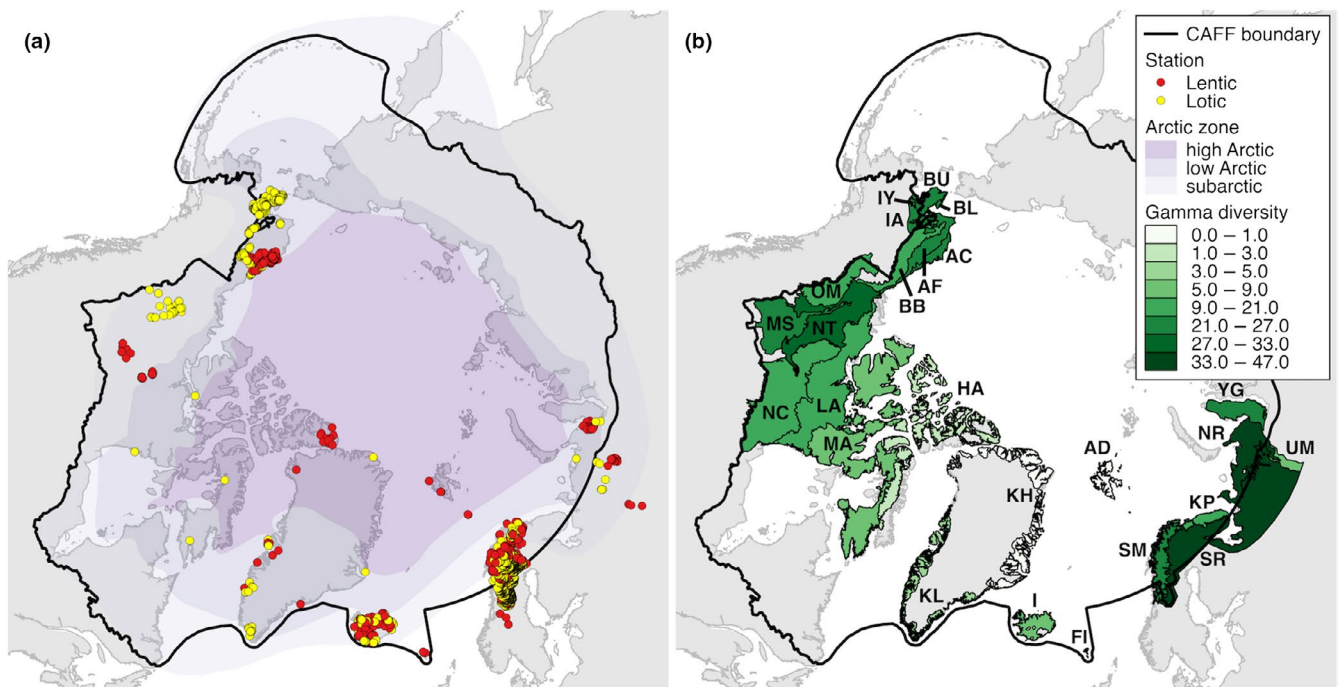 (a)
(b)
CAFF boundary
Station
Lentic
Lotic
Arctic zone
high Arctic
low Arctic
subarctic
Gamma diversity
0.0 – 1.0
1.0 – 3.0
3.0 – 5.0
5.0 – 9.0
9.0 – 21.0
21.0 – 27.0
27.0 – 33.0
33.0 – 47.0
BU
IY
BL
IA
AC
AF
BB
OM
MS
NT
HA
NC
LA
MA
YG
NR
UM
AD
KH
KP
SM
SR
KL
I
FI